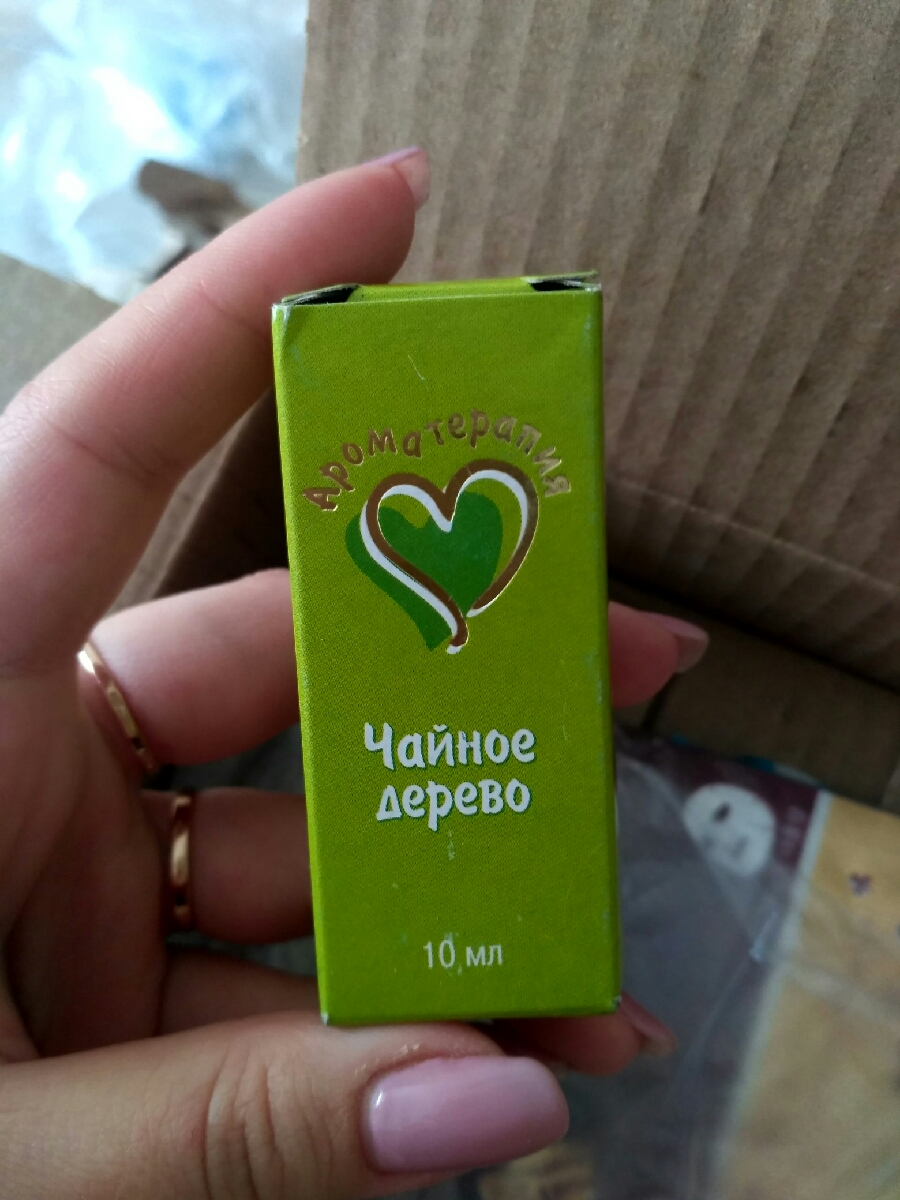 Ароматерапия
Чайное
дерево
10 мл